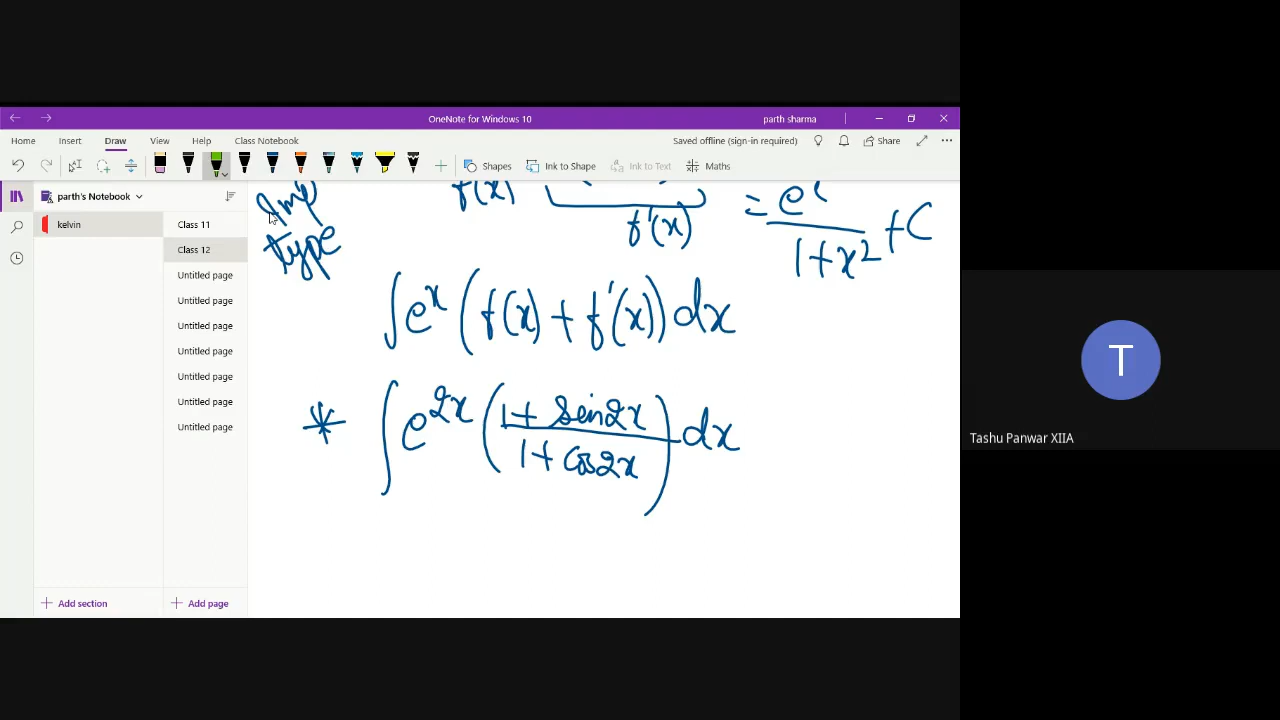 OneNote for Windows 10
parth sharma
Home Insert Draw View Help Class Notebook
Saved offline (sign-in required) Share
Shapes Ink to Shape Ink to Text Maths
parth's Notebook
kelvin
Class 11
Class 12
Untitled page
Untitled page
Untitled page
Untitled page
Untitled page
Untitled page
Untitled page
Add section
Add page
Imp
type
f(x)
f'(x)
= e
1+x² + C
∫ eˣ (f(x) + f'(x)) dx
* ∫ e²ˣ (1 + sin2x / 1 + cos2x) dx
T
Tashu Panwar XIIA